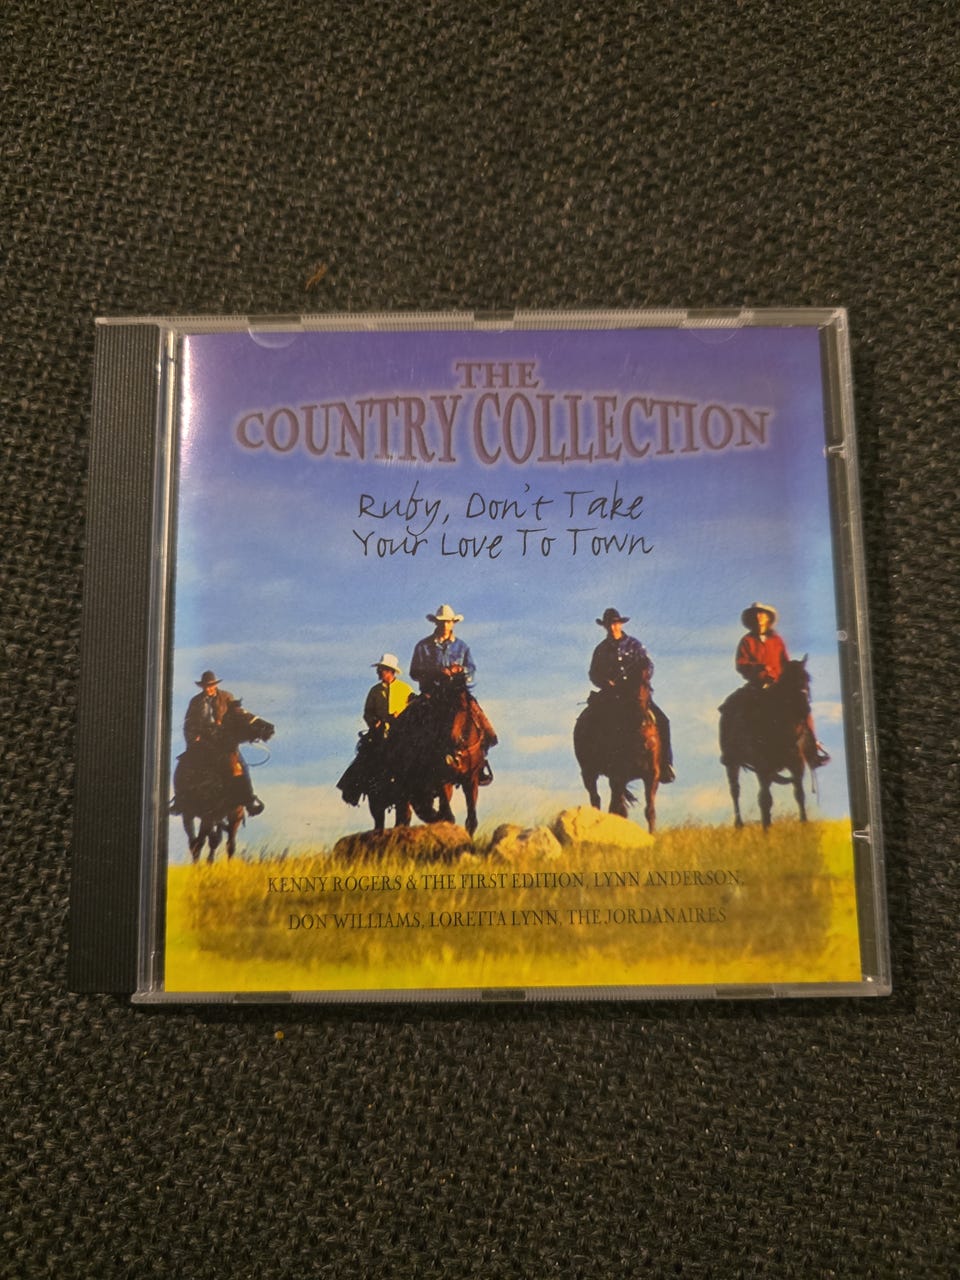 THE
COUNTRY COLLECTION
Ruby, Don't Take
Your Love To Town
KENNY ROGERS & THE FIRST EDITION, LYNN ANDERSON,
DON WILLIAMS, LORETTA LYNN, THE JORDANAIRES